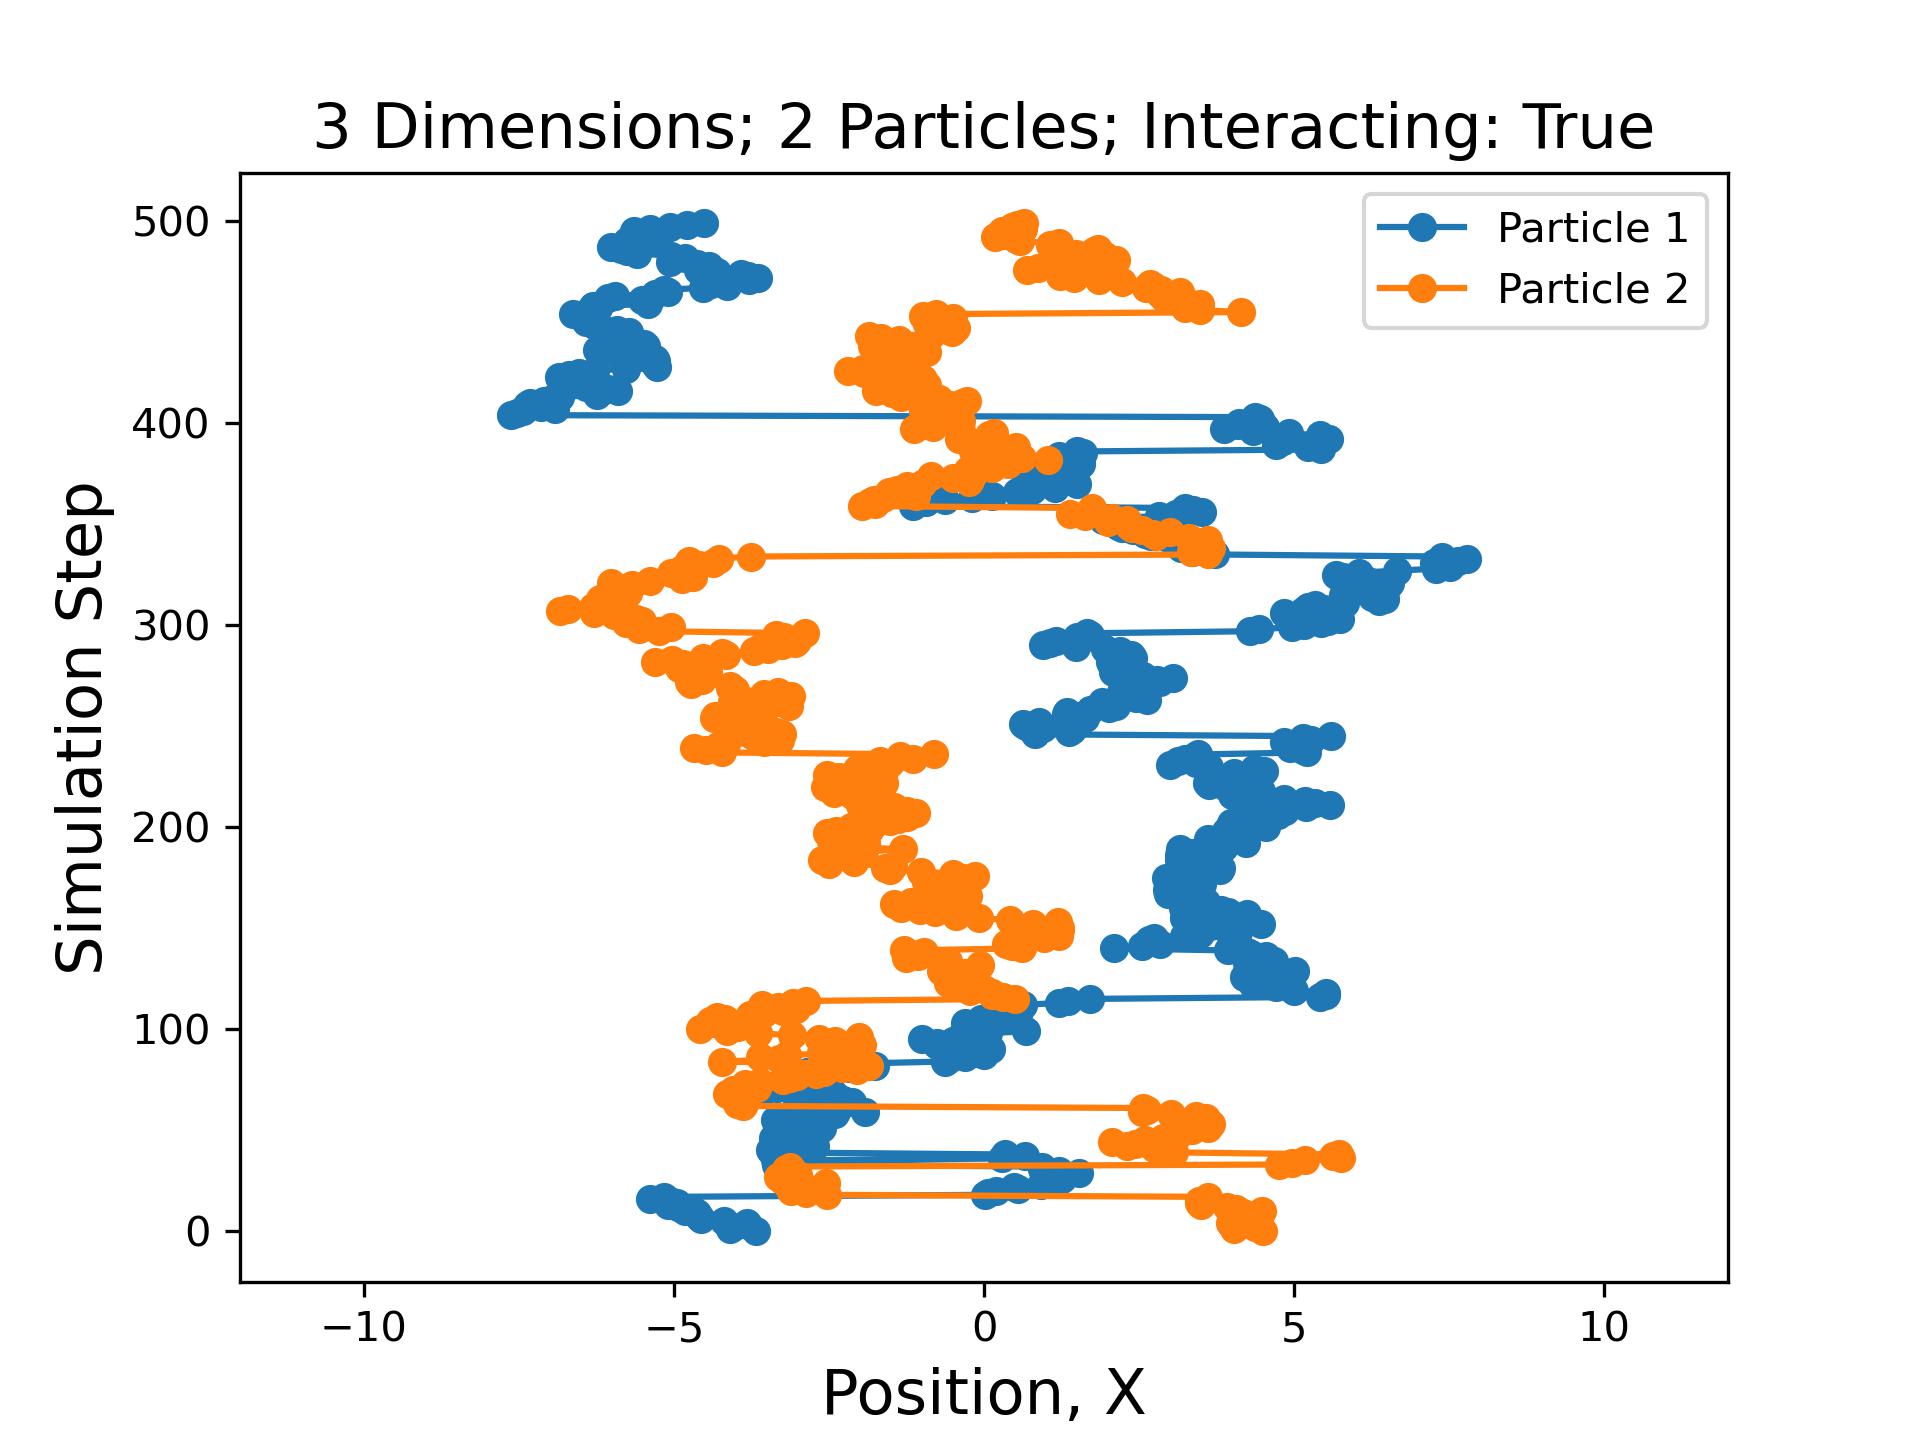 3 Dimensions; 2 Particles; Interacting: True
Particle 1
Particle 2
500
400
300
200
100
0
Simulation Step
−10
−5
0
5
10
Position, X